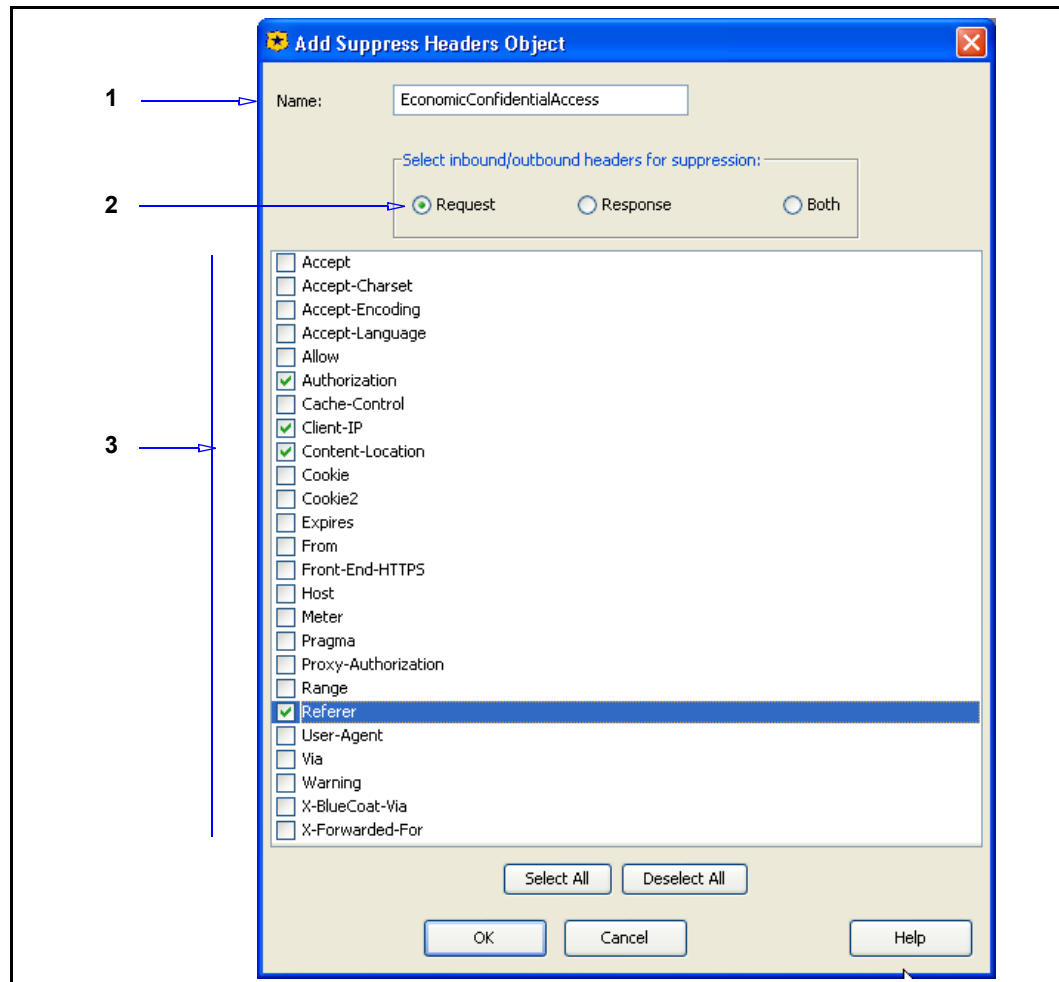 Add Suppress Headers Object
1
Name:
EconomicConfidentialAccess
Select inbound/outbound headers for suppression:
2
Request
Response
Both
3
Accept
Accept-Charset
Accept-Encoding
Accept-Language
Allow
Authorization
Cache-Control
Client-IP
Content-Location
Cookie
Cookie2
Expires
From
Front-End-HTTPS
Host
Meter
Pragma
Proxy-Authorization
Range
Referer
User-Agent
Via
Warning
X-BlueCoat-Via
X-Forwarded-For
Select All
Deselect All
OK
Cancel
Help